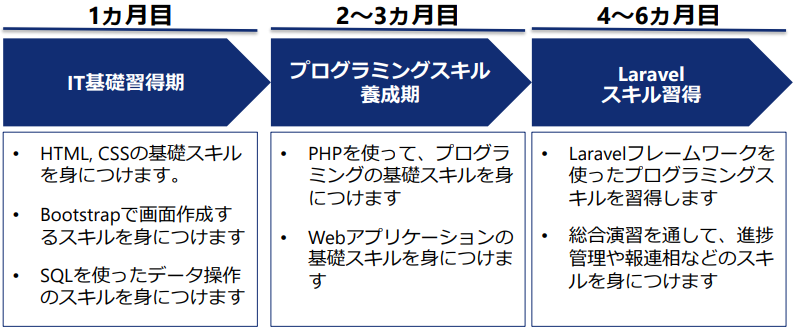 1ヵ月目
IT基礎習得期
• HTML, CSSの基礎スキル
を身につけます。
• Bootstrapで画面作成す
るスキルを身につけます
• SQLを使ったデータ操作
のスキルを身につけます
2～3ヵ月目
プログラミングスキル
養成期
• PHPを使って、プログラ
ミングの基礎スキルを身
につけます
• Webアプリケーションの
基礎スキルを身につけま
す
4～6ヵ月目
Laravel
スキル習得
• Laravelフレームワークを
使ったプログラミングス
キルを習得します
• 総合演習を通して、進捗
管理や報連相などのスキ
ルを身につけます